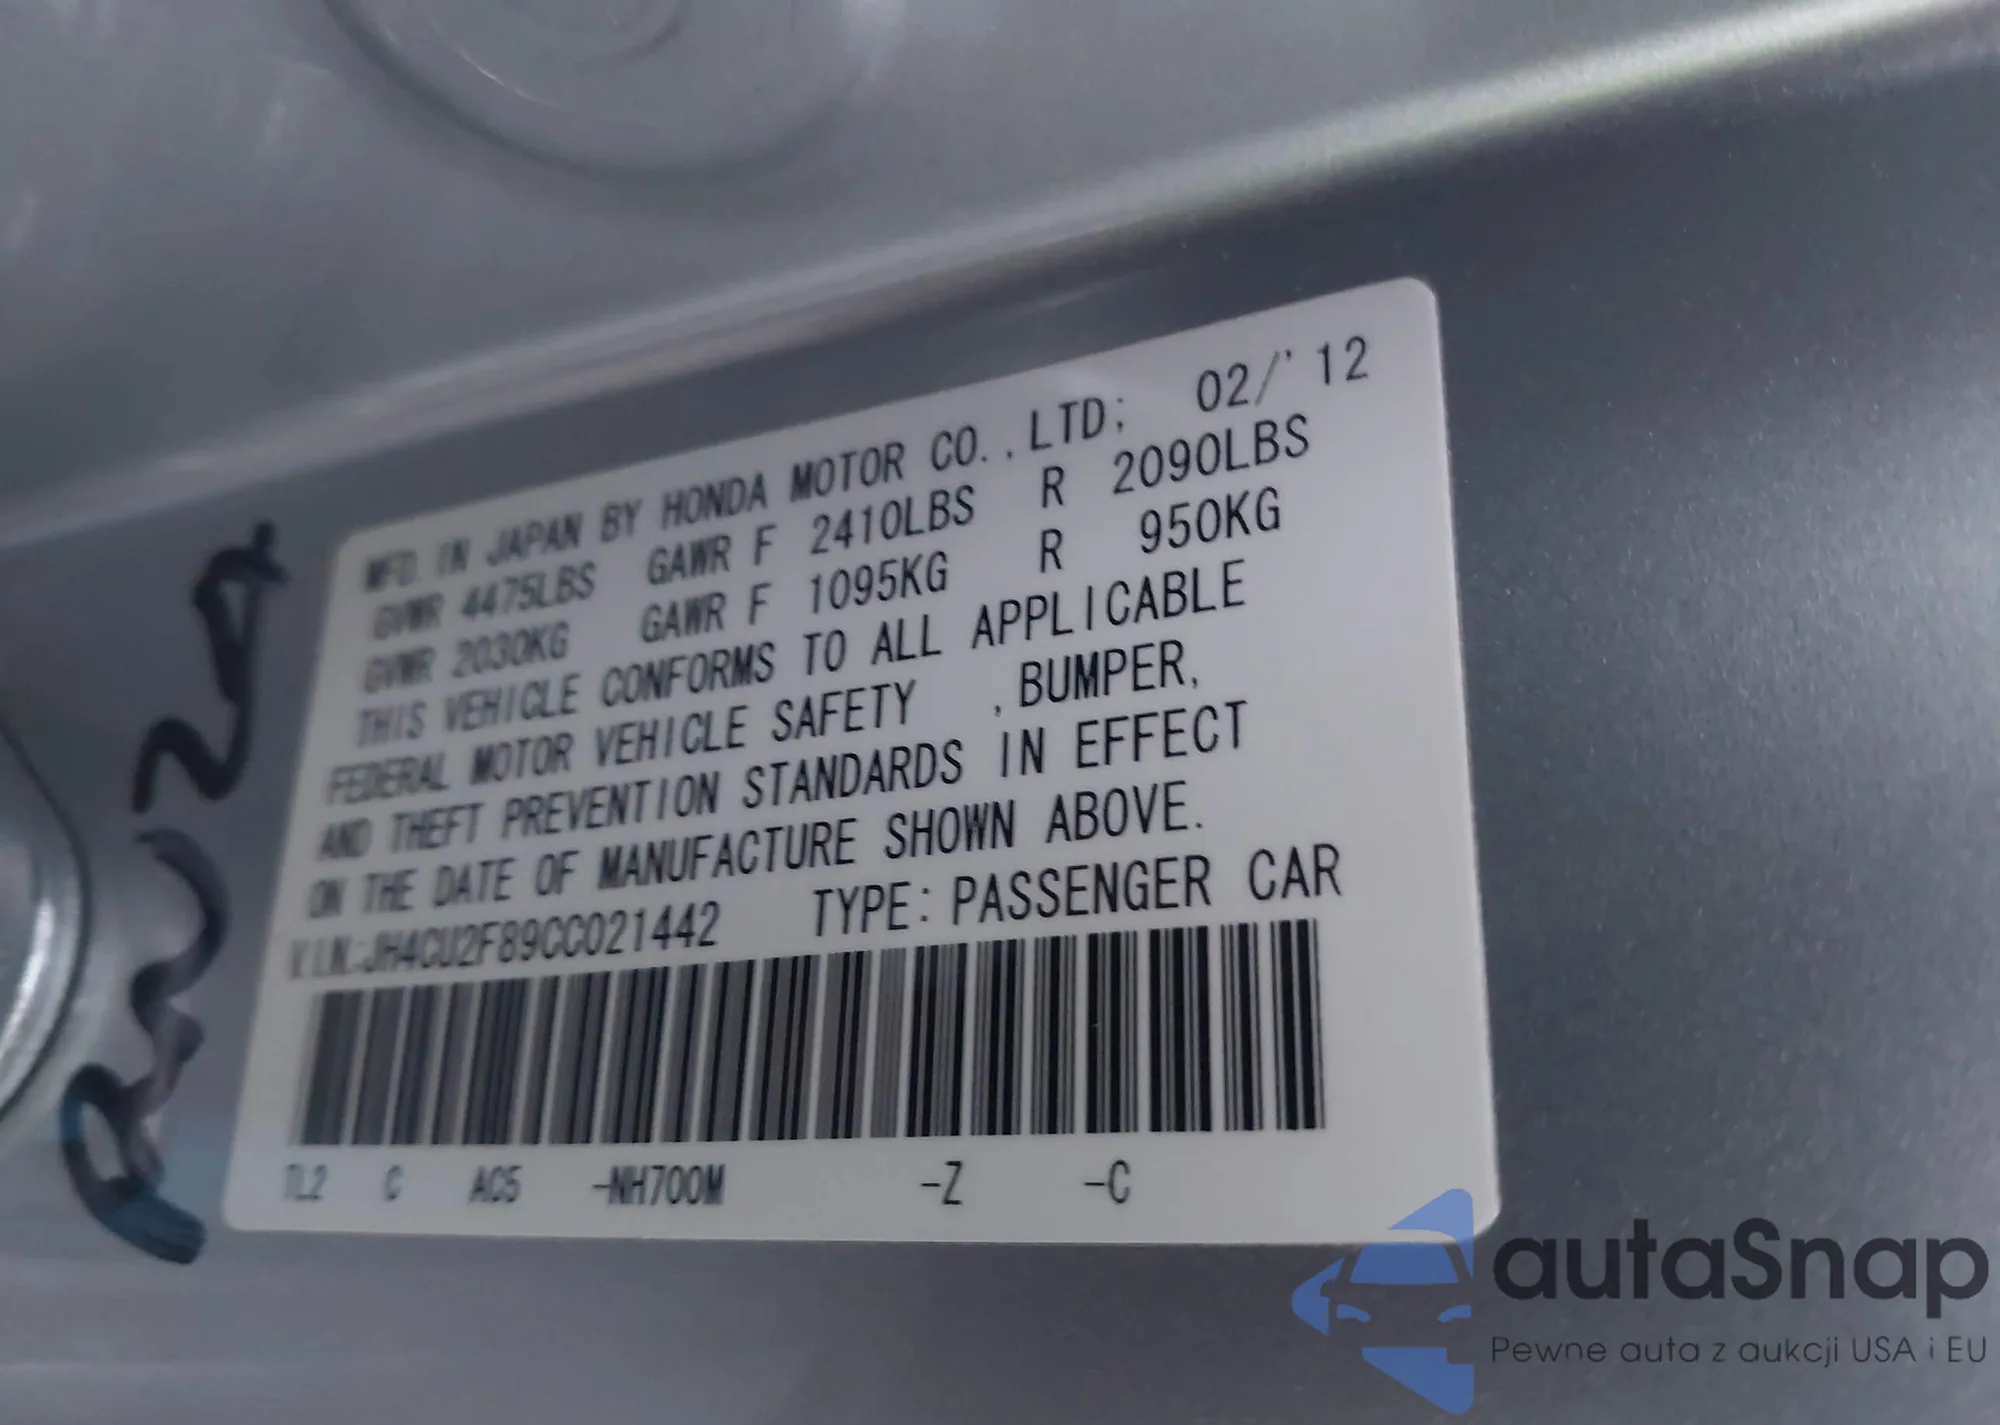 MFD. IN JAPAN BY HONDA MOTOR CO.,LTD; 02/'12
GVWR 4475LBS GAWR F 2410LBS R 2090LBS
GVWR 2030KG GAWR F 1095KG R 950KG
THIS VEHICLE CONFORMS TO ALL APPLICABLE
FEDERAL MOTOR VEHICLE SAFETY ,BUMPER,
AND THEFT PREVENTION STANDARDS IN EFFECT
ON THE DATE OF MANUFACTURE SHOWN ABOVE.
V.I.N.:JH4CU2F89CC021442 TYPE: PASSENGER CAR
TL2 C AC5 -NH700M -Z -C
autaSnap
Pewne auta z aukcji USA i EU